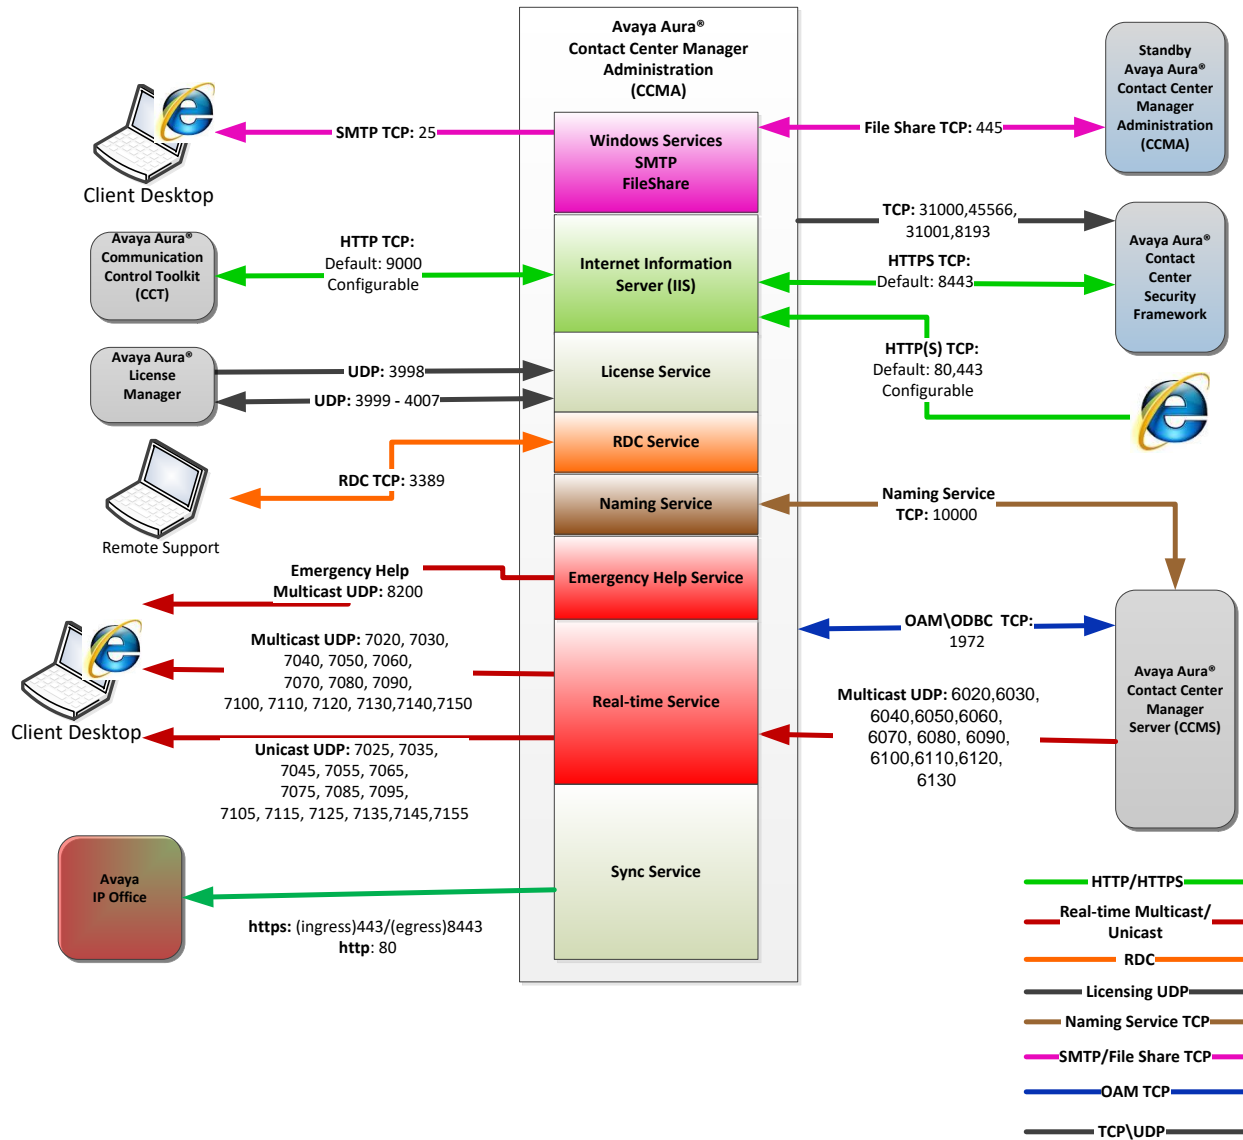 Avaya Aura®
Contact Center Manager
Administration
(CCMA)
Windows Services
SMTP
FileShare
Internet Information
Server (IIS)
License Service
RDC Service
Naming Service
Emergency Help Service
Real-time Service
Sync Service
SMTP TCP: 25
Client Desktop
Avaya Aura®
Communication
Control Toolkit
(CCT)
HTTP TCP:
Default: 9000
Configurable
Avaya Aura®
License
Manager
UDP: 3998
UDP: 3999 - 4007
RDC TCP: 3389
Remote Support
Emergency Help
Multicast UDP: 8200
Multicast UDP: 7020, 7030,
7040, 7050, 7060,
7070, 7080, 7090,
7100, 7110, 7120, 7130,7140,7150
Client Desktop
Unicast UDP: 7025, 7035,
7045, 7055, 7065,
7075, 7085, 7095,
7105, 7115, 7125, 7135,7145,7155
Avaya
IP Office
https: (ingress)443/(egress)8443
http: 80
File Share TCP: 445
Standby
Avaya Aura®
Contact Center
Manager
Administration
(CCMA)
TCP: 31000,45566,
31001,8193
HTTPS TCP:
Default: 8443
Avaya Aura®
Contact
Center
Security
Framework
HTTP(S) TCP:
Default: 80,443
Configurable
Naming Service
TCP: 10000
OAM\ODBC TCP:
1972
Multicast UDP: 6020,6030,
6040,6050,6060,
6070, 6080, 6090,
6100,6110,6120,
6130
Avaya Aura®
Contact Center
Manager
Server (CCMS)
HTTP/HTTPS
Real-time Multicast/
Unicast
RDC
Licensing UDP
Naming Service TCP
SMTP/File Share TCP
OAM TCP
TCP\UDP